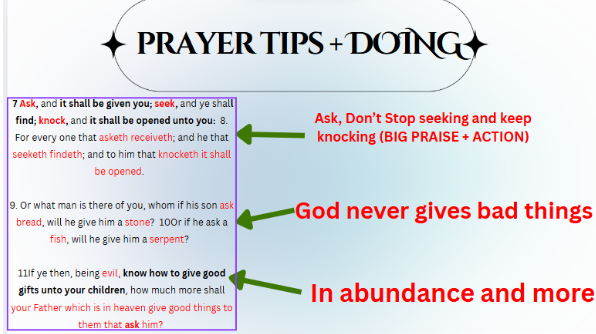 PRAYER TIPS + DOING
7 Ask, and it shall be given you; seek, and ye shall
find; knock, and it shall be opened unto you: 8.
For every one that asketh receiveth; and he that
seeketh findeth; and to him that knocketh it shall
be opened.
9. Or what man is there of you, whom if his son ask
bread, will he give him a stone? 10Or if he ask a
fish, will he give him a serpent?
11If ye then, being evil, know how to give good
gifts unto your children, how much more shall
your Father which is in heaven give good things to
them that ask him?
Ask, Don’t Stop seeking and keep
knocking (BIG PRAISE + ACTION)
God never gives bad things
In abundance and more